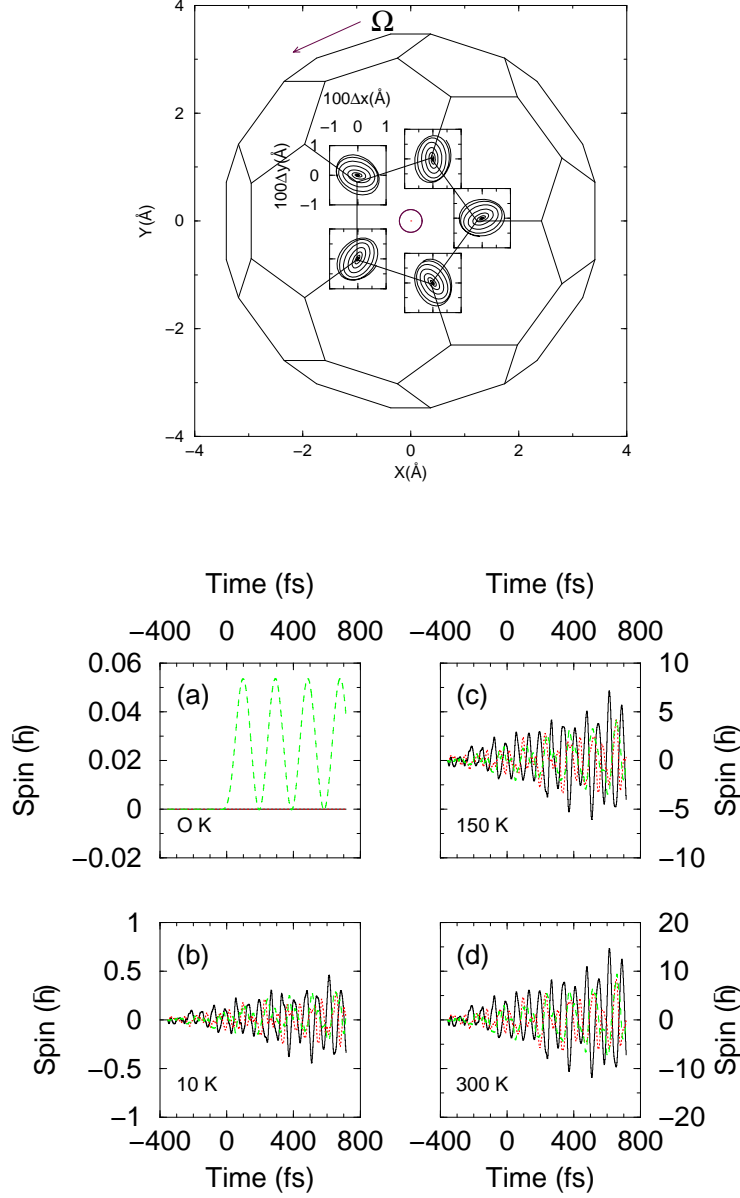 Ω
4
100Δx(Å)
−1 0 1
2
100Δy(Å)
1
0
−1
Y(Å)
0
−2
−4
−4 −2 0 2 4
X(Å)
Time (fs) Time (fs)
−400 0 400 800 −400 0 400 800
0.06 10
(a) (c)
0.04 5
Spin (ħ) 0.02 0 Spin (ħ)
0 −5
O K 150 K
−0.02 −10
1 20
(b) (d)
0.5 10
Spin (ħ) 0 0 Spin (ħ)
−0.5 −10
10 K 300 K
−1 −20
−400 0 400 800 −400 0 400 800
Time (fs) Time (fs)